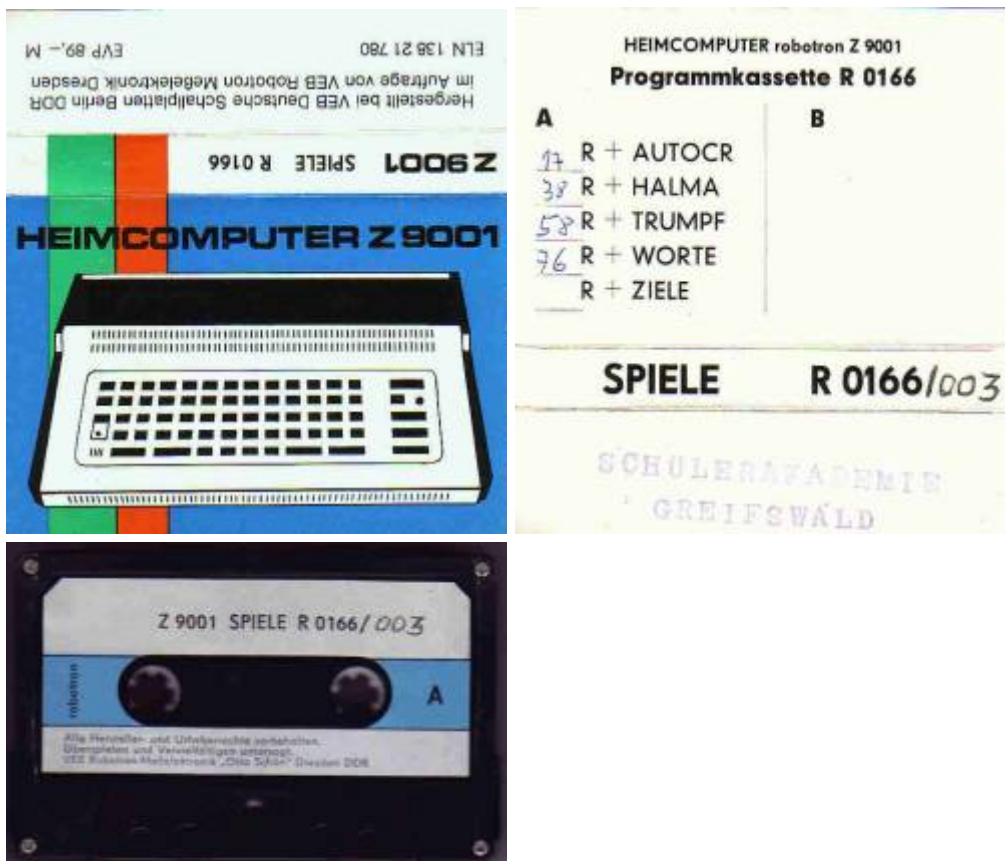 EVP 89,– M
ELN 138 21 780
Hergestellt bei VEB Deutsche Schallplatten Berlin DDR
im Auftrage von VEB Robotron Meßelektronik Dresden
Z 9001 SPIELE R 0166
HEIMCOMPUTER Z 9001
HEIMCOMPUTER robotron Z 9001
Programmkassette R 0166
A
B
17 R + AUTOCR
38 R + HALMA
58 R + TRUMPF
76 R + WORTE
R + ZIELE
SPIELE R 0166/003
SCHÜLERAKADEMIE
GREIFSWALD
Z 9001 SPIELE R 0166/003
robotron
A
Alle Hersteller- und Urheberrechte vorbehalten.
Überspielen und Vervielfältigen untersagt.
VEB Robotron-Meßelektronik „Otto Schön" Dresden DDR